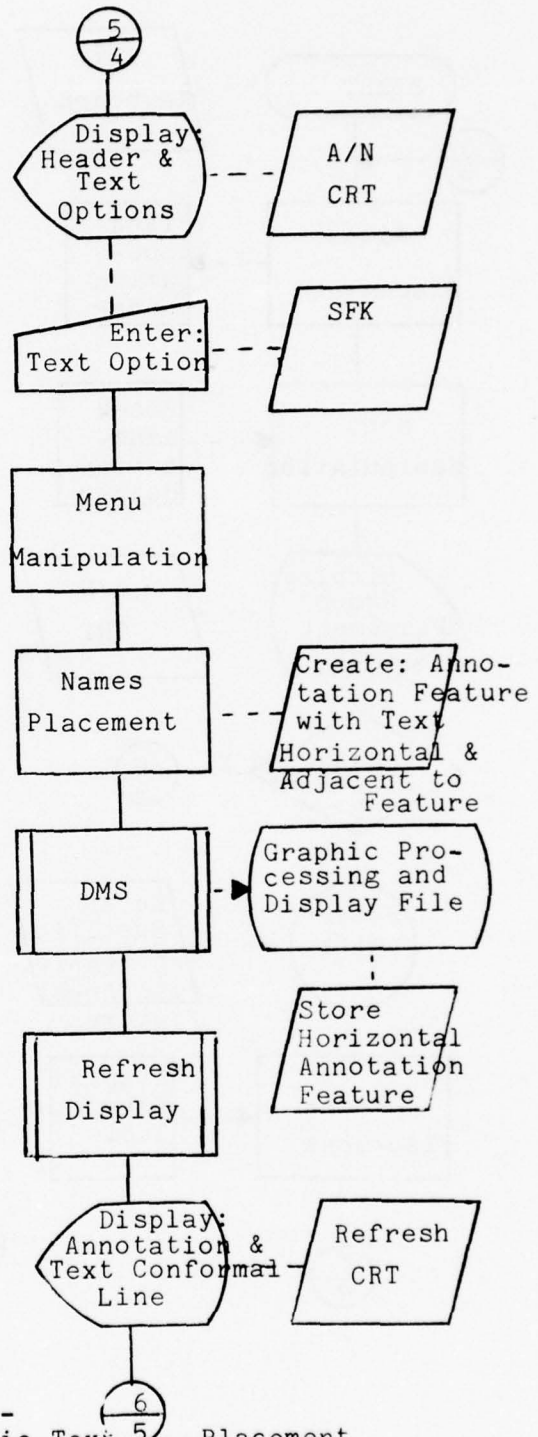 5
4
Display:
Header &
Text
Options
A/N
CRT
Enter:
Text Option
SFK
Menu
Manipulation
Names
Placement
Create: Anno-
tation Feature
with Text
Horizontal &
Adjacent to
Feature
DMS
Graphic Pro-
cessing and
Display File
Store
Horizontal
Annotation
Feature
Refresh
Display
Display:
Annotation &
Text Conformal
Line
Refresh
CRT
6
5
Text
Placement